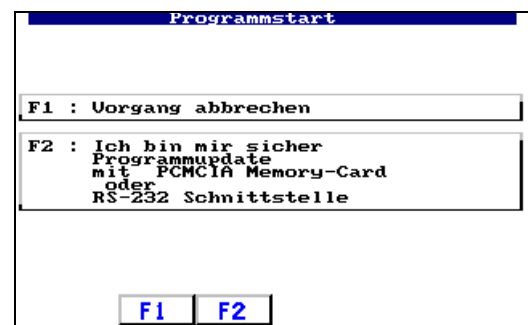 Programmstart
F1 : Vorgang abbrechen
F2 : Ich bin mir sicher
Programmupdate
mit PCMCIA Memory-Card
oder
RS-232 Schnittstelle
F1 F2